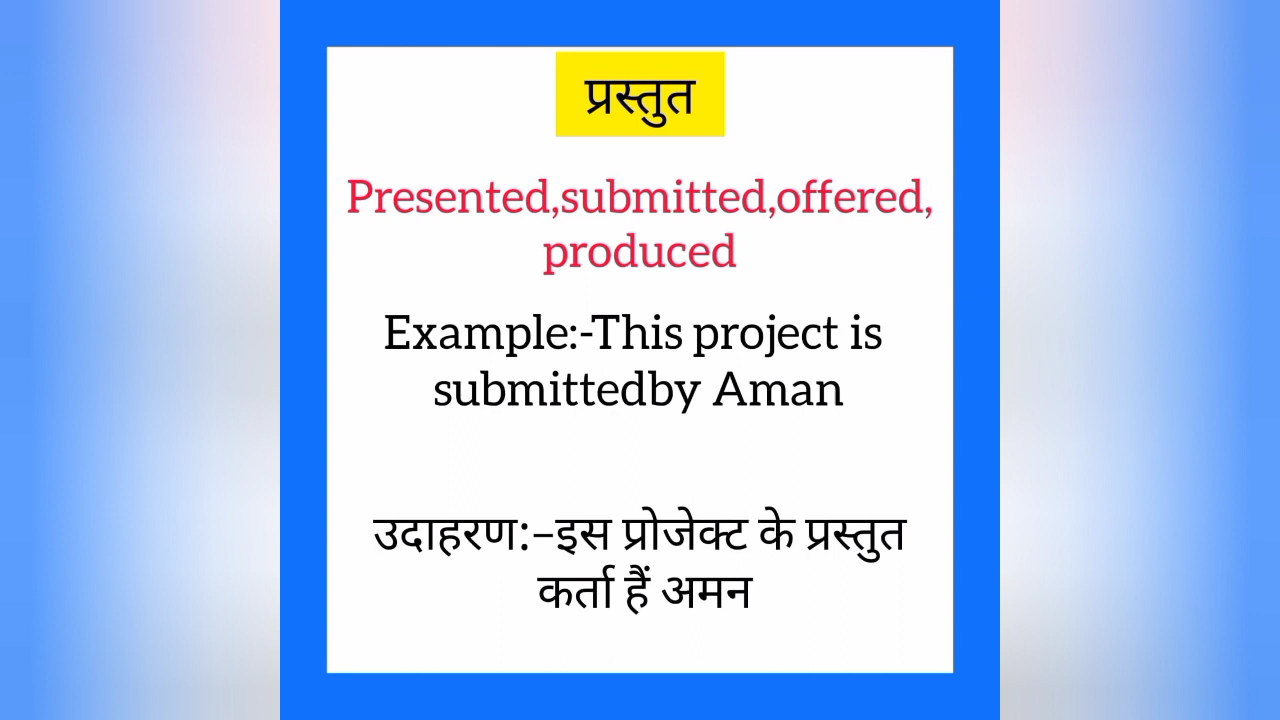 प्रस्तुत
Presented,submitted,offered,
produced
Example:-This project is
submittedby Aman
उदाहरण:–इस प्रोजेक्ट के प्रस्तुत
कर्ता हैं अमन